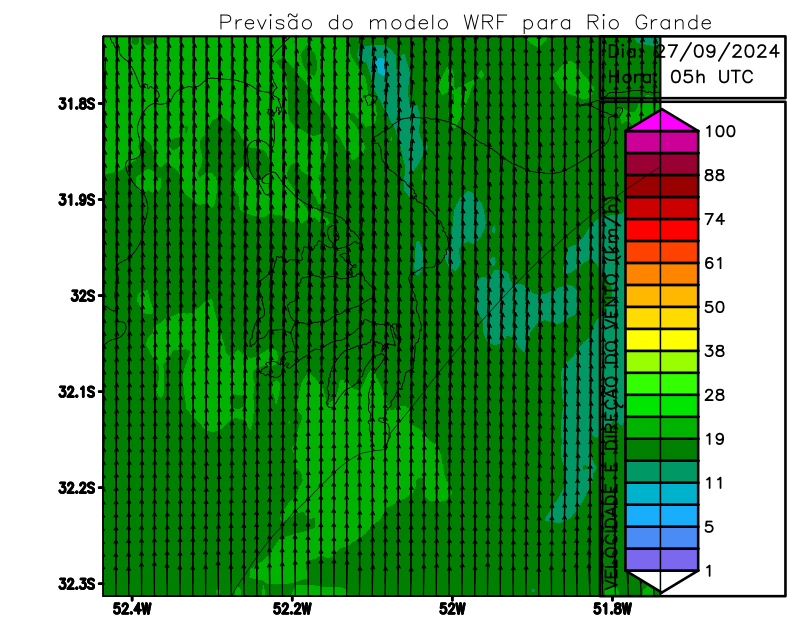 Previsão do modelo WRF para Rio Grande
Dia: 27/09/2024
Hora: 05h UTC
31.8S
31.9S
32S
32.1S
32.2S
32.3S
52.4W
52.2W
52W
51.8W
VELOCIDADE E DIREÇÃO DO VENTO (km/h)
100
88
74
61
50
38
28
19
11
5
1